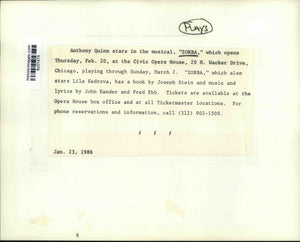 PLAYS
Anthony Quinn stars in the musical, "ZORBA," which opens
Thursday, Feb. 20, at the Civic Opera House, 20 N. Wacker Drive,
Chicago, playing through Sunday, March 2. "ZORBA," which also
stars Lila Kedrova, has a book by Joseph Stein and music and
lyrics by John Kander and Fred Ebb. Tickets are available at the
Opera House box office and at all Ticketmaster locations. For
phone reservations and information, call (312) 902-1500.
# # #
Jan. 23, 1986